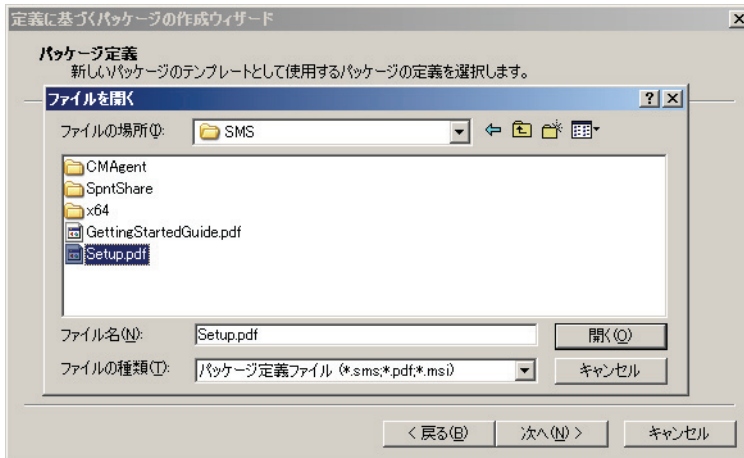 定義に基づくパッケージの作成ウィザード
パッケージ定義
新しいパッケージのテンプレートとして使用するパッケージの定義を選択します。
ファイルを開く
ファイルの場所(I):
SMS
CMAgent
SpntShare
x64
GettingStartedGuide.pdf
Setup.pdf
ファイル名(N):
Setup.pdf
開く(O)
ファイルの種類(T):
パッケージ定義ファイル (*.sms;*.pdf;*.msi)
キャンセル
< 戻る(B)
次へ(N) >
キャンセル